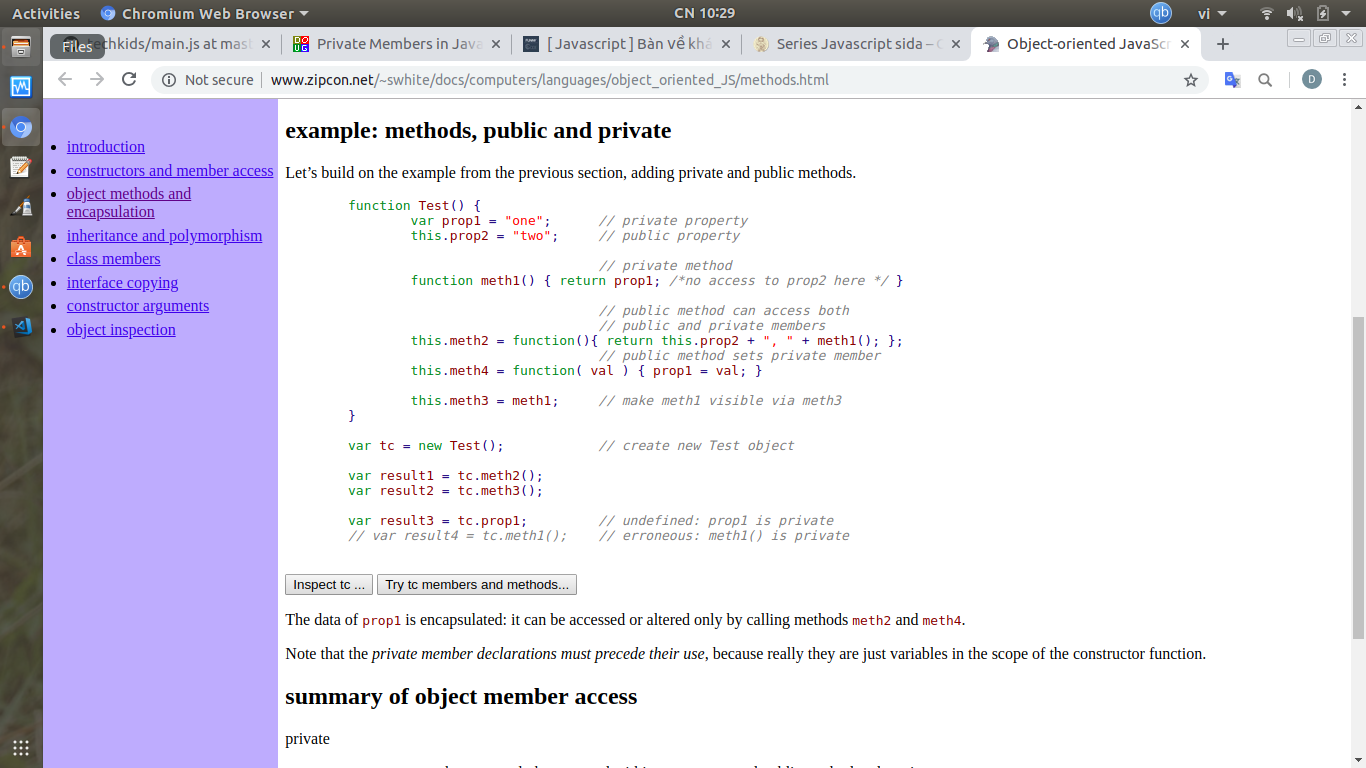 Activities
Chromium Web Browser
CN 10:29
vi
Files
techkids/main.js at mast
Private Members in Java
[ Javascript ] Bàn về khá
Series Javascript sida –
Object-oriented JavaScr
Not secure
www.zipcon.net/~swhite/docs/computers/languages/object_oriented_JS/methods.html
D
introduction
constructors and member access
object methods and
encapsulation
inheritance and polymorphism
class members
interface copying
constructor arguments
object inspection
example: methods, public and private
Let’s build on the example from the previous section, adding private and public methods.
function Test() {
var prop1 = "one"; // private property
this.prop2 = "two"; // public property
// private method
function meth1() { return prop1; /*no access to prop2 here */ }
// public method can access both
// public and private members
this.meth2 = function(){ return this.prop2 + ", " + meth1(); };
// public method sets private member
this.meth4 = function( val ) { prop1 = val; }
this.meth3 = meth1; // make meth1 visible via meth3
}
var tc = new Test(); // create new Test object
var result1 = tc.meth2();
var result2 = tc.meth3();
var result3 = tc.prop1; // undefined: prop1 is private
// var result4 = tc.meth1(); // erroneous: meth1() is private
Inspect tc ...
Try tc members and methods...
The data of prop1 is encapsulated: it can be accessed or altered only by calling methods meth2 and meth4.
Note that the private member declarations must precede their use, because really they are just variables in the scope of the constructor function.
summary of object member access
private